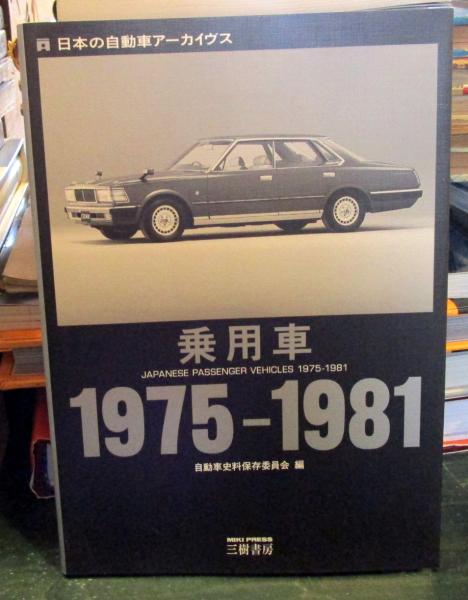 日本の自動車アーカイヴス
乗用車
JAPANESE PASSENGER VEHICLES 1975-1981
1975-1981
自動車史料保存委員会 編
MIKI PRESS
三樹書房